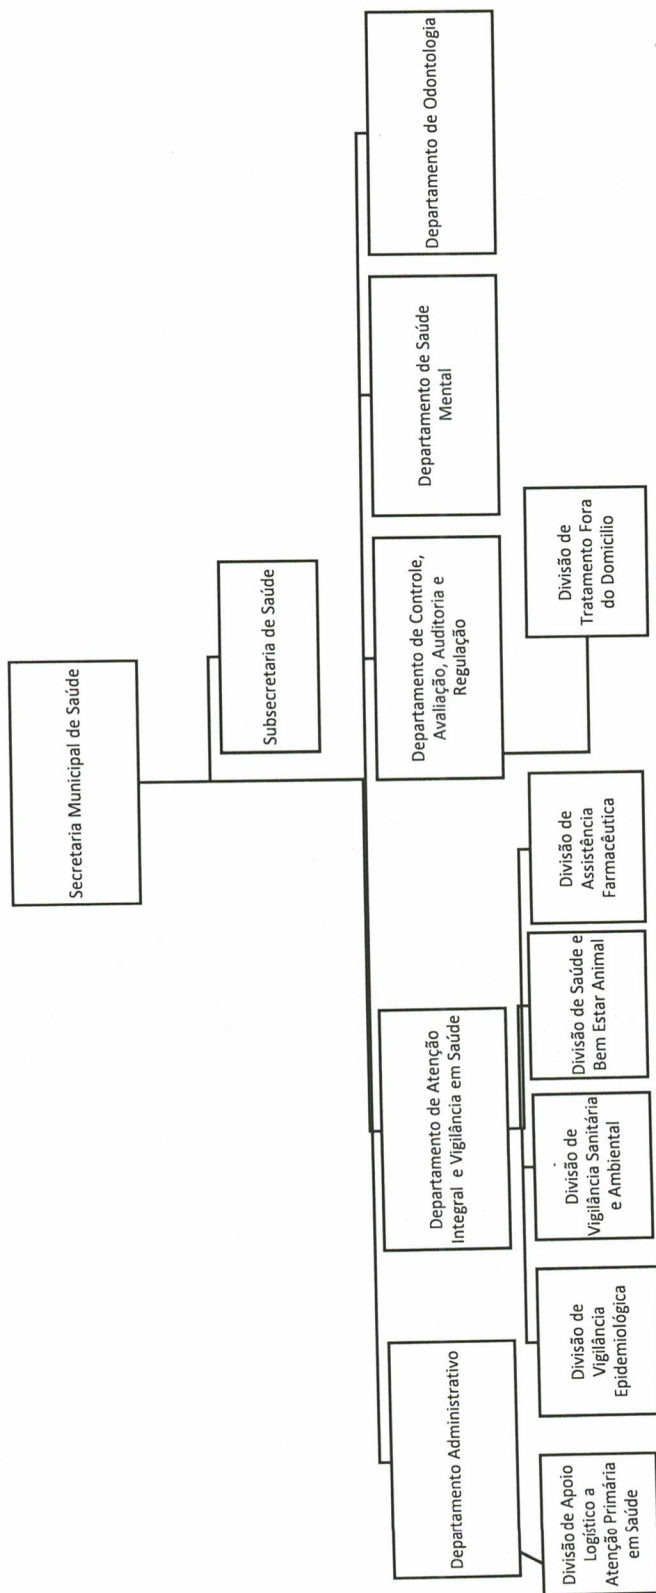 Secretaria Municipal de Saúde
Subsecretaria de Saúde
Departamento Administrativo
Departamento de Atenção
Integral e Vigilância em Saúde
Departamento de Controle,
Avaliação, Auditoria e
Regulação
Departamento de Saúde
Mental
Departamento de Odontologia
Divisão de Apoio
Logístico a
Atenção Primária
em Saúde
Divisão de
Vigilância
Epidemiológica
Divisão de
Vigilância Sanitária
e Ambiental
Divisão de Saúde e
Bem Estar Animal
Divisão de
Assistência
Farmacêutica
Divisão de
Tratamento Fora
do Domicilio